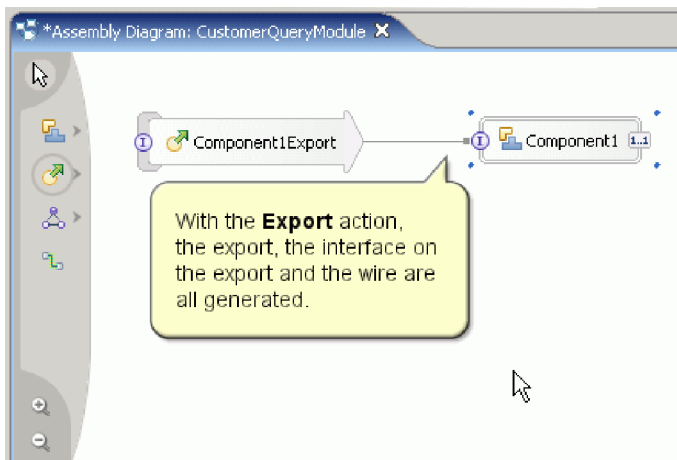 *Assembly Diagram: CustomerQueryModule
I Component1Export I Component1 1..1
With the Export action,
the export, the interface on
the export and the wire are
all generated.